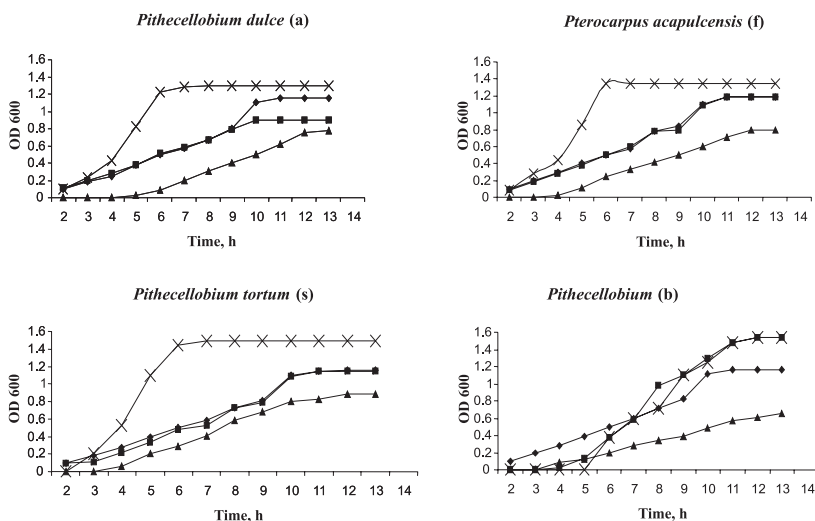 Pithecellobium dulce (a)
1.6
1.4
1.2
1
0.8
0.6
0.4
0.2
0
OD 600
2 3 4 5 6 7 8 9 10 11 12 13 14
Time, h
Pterocarpus acapulcensis (f)
1.6
1.4
1.2
1
0.8
0.6
0.4
0.2
0
OD 600
2 3 4 5 6 7 8 9 10 11 12 13 14
Time, h
Pithecellobium tortum (s)
1.6
1.4
1.2
1
0.8
0.6
0.4
0.2
0
OD 600
2 3 4 5 6 7 8 9 10 11 12 13 14
Time, h
Pithecellobium (b)
1.6
1.4
1.2
1
0.8
0.6
0.4
0.2
0
OD 600
2 3 4 5 6 7 8 9 10 11 12 13 14
Time, h